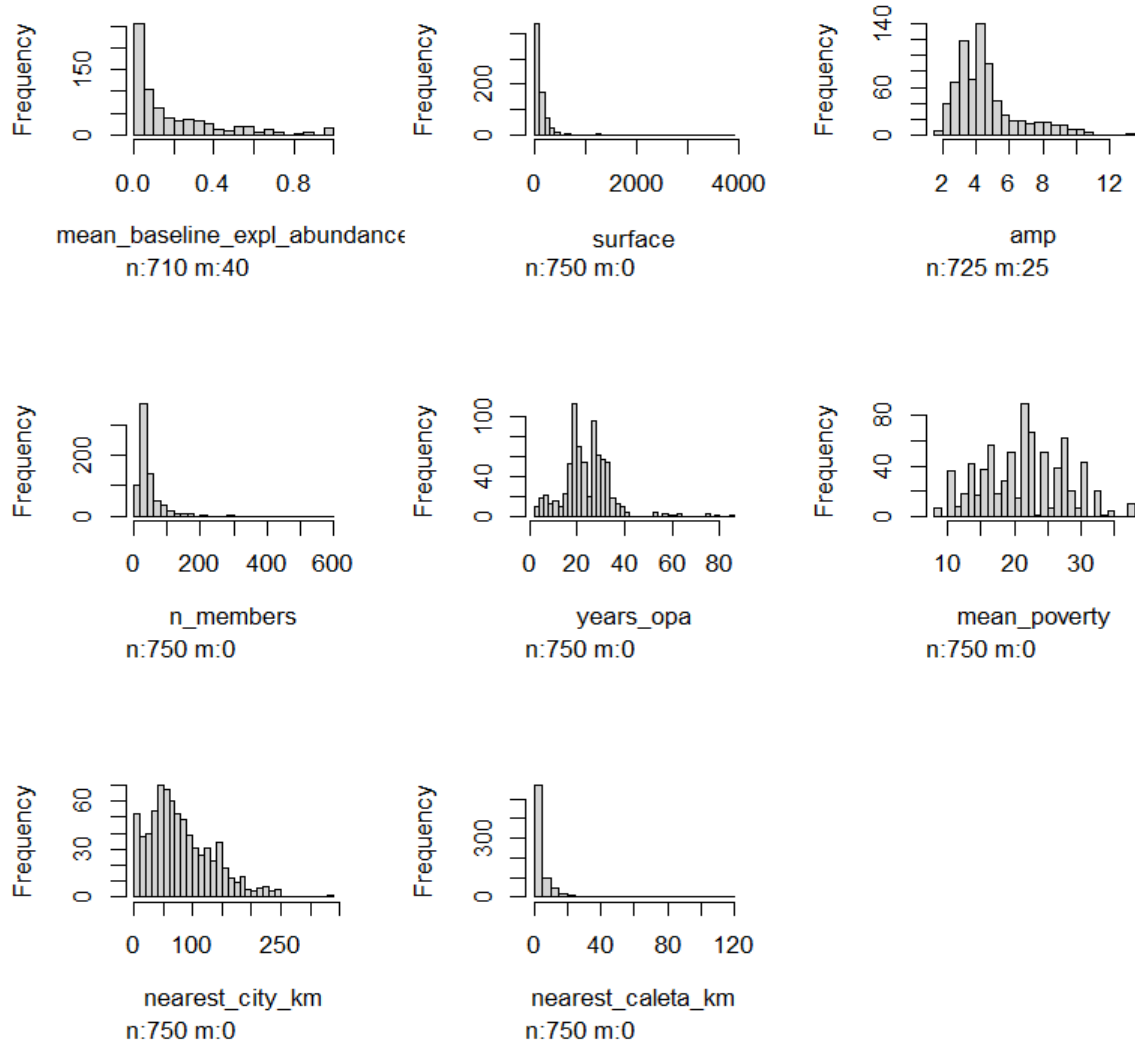 Frequency
0 150
0.0 0.4 0.8
mean_baseline_expl_abundance
n:710 m:40
Frequency
0 200
0 2000 4000
surface
n:750 m:0
Frequency
0 60 140
2 4 6 8 12
amp
n:725 m:25
Frequency
0 200
0 200 400 600
n_members
n:750 m:0
Frequency
0 40 100
0 20 40 60 80
years_opa
n:750 m:0
Frequency
0 40 80
10 20 30
mean_poverty
n:750 m:0
Frequency
0 30 60
0 100 250
nearest_city_km
n:750 m:0
Frequency
0 300
0 40 80 120
nearest_caleta_km
n:750 m:0